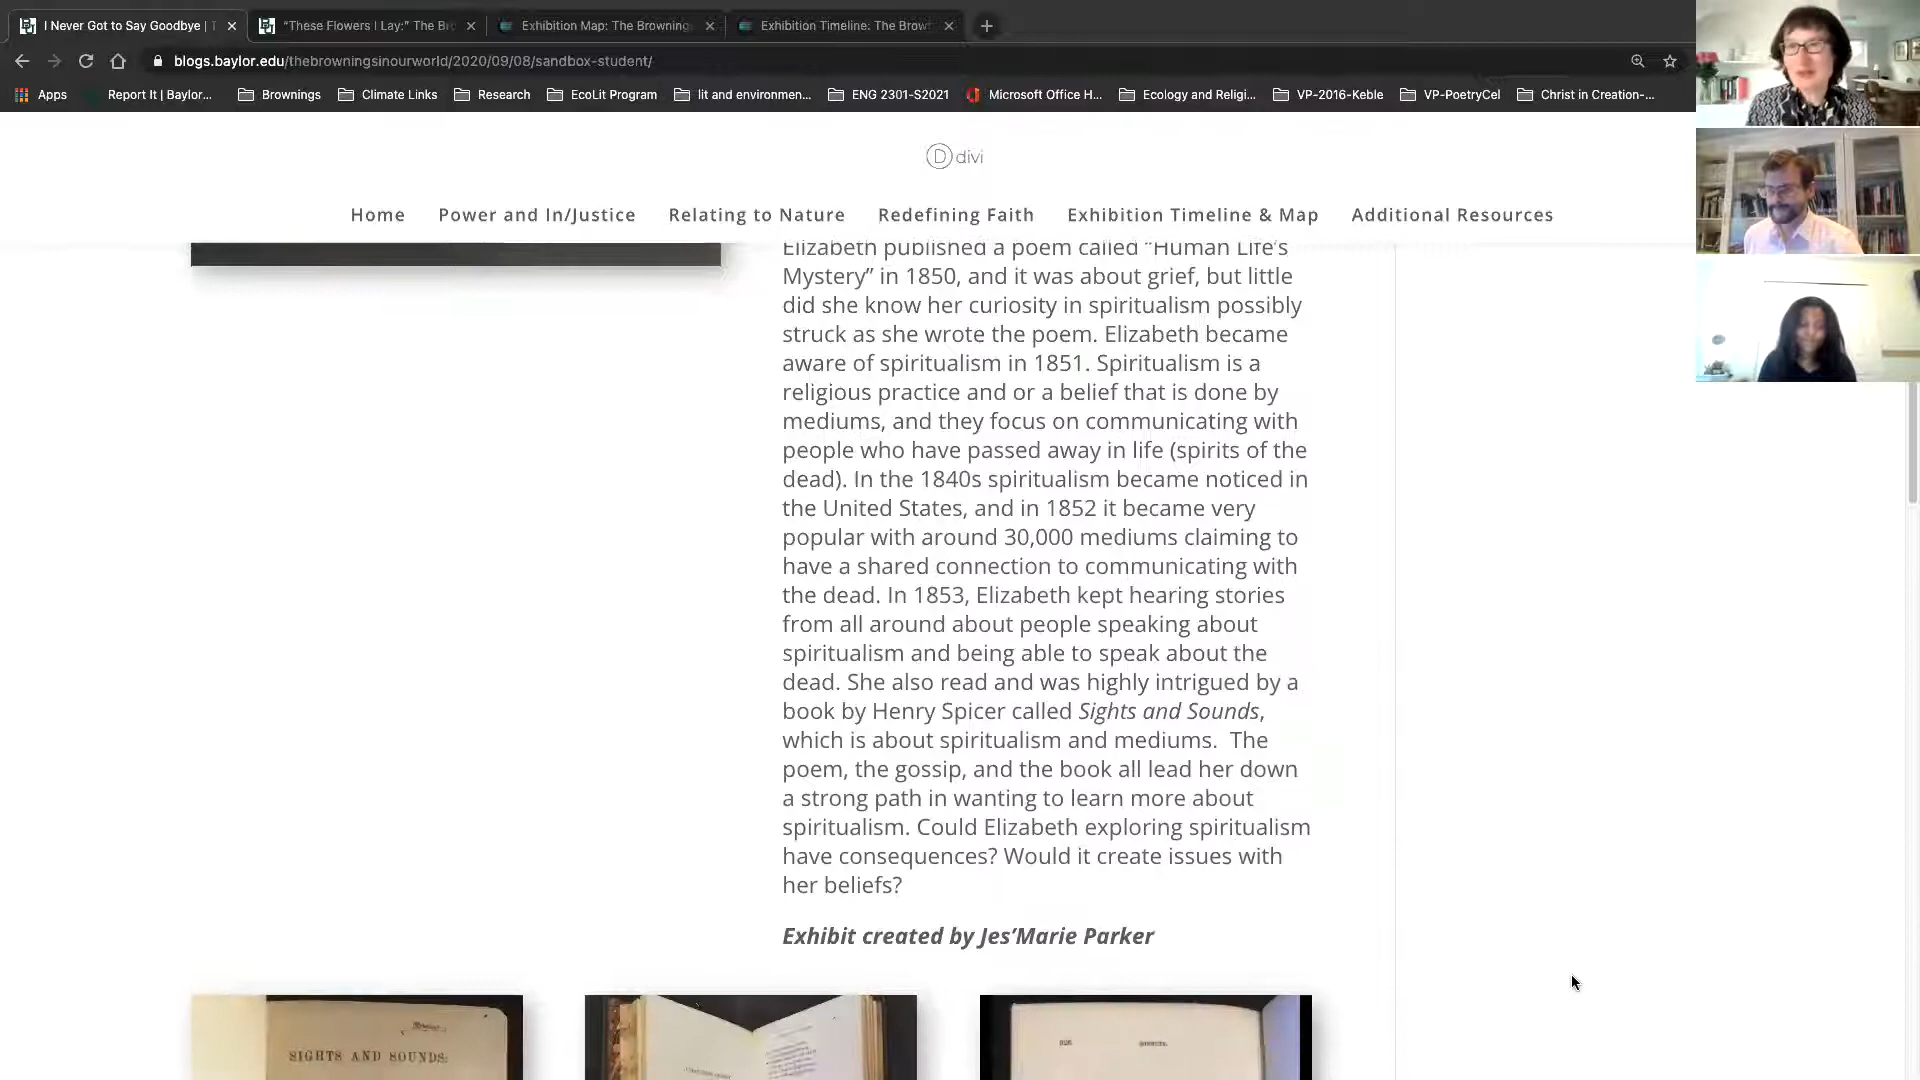 I Never Got to Say Goodbye | T
"These Flowers I Lay:" The Br
Exhibition Map: The Browning
Exhibition Timeline: The Brow
blogs.baylor.edu/thebrowningsinourworld/2020/09/08/sandbox-student/
Apps Report It | Baylor... Brownings Climate Links Research EcoLit Program lit and environmen... ENG 2301-S2021 Microsoft Office H... Ecology and Religi... VP-2016-Keble VP-PoetryCel Christ in Creation-...
D divi
Home Power and In/Justice Relating to Nature Redefining Faith Exhibition Timeline & Map Additional Resources
Elizabeth published a poem called “Human Life’s
Mystery” in 1850, and it was about grief, but little
did she know her curiosity in spiritualism possibly
struck as she wrote the poem. Elizabeth became
aware of spiritualism in 1851. Spiritualism is a
religious practice and or a belief that is done by
mediums, and they focus on communicating with
people who have passed away in life (spirits of the
dead). In the 1840s spiritualism became noticed in
the United States, and in 1852 it became very
popular with around 30,000 mediums claiming to
have a shared connection to communicating with
the dead. In 1853, Elizabeth kept hearing stories
from all around about people speaking about
spiritualism and being able to speak about the
dead. She also read and was highly intrigued by a
book by Henry Spicer called Sights and Sounds,
which is about spiritualism and mediums.  The
poem, the gossip, and the book all lead her down
a strong path in wanting to learn more about
spiritualism. Could Elizabeth exploring spiritualism
have consequences? Would it create issues with
her beliefs?
Exhibit created by Jes’Marie Parker
SIGHTS AND SOUNDS: